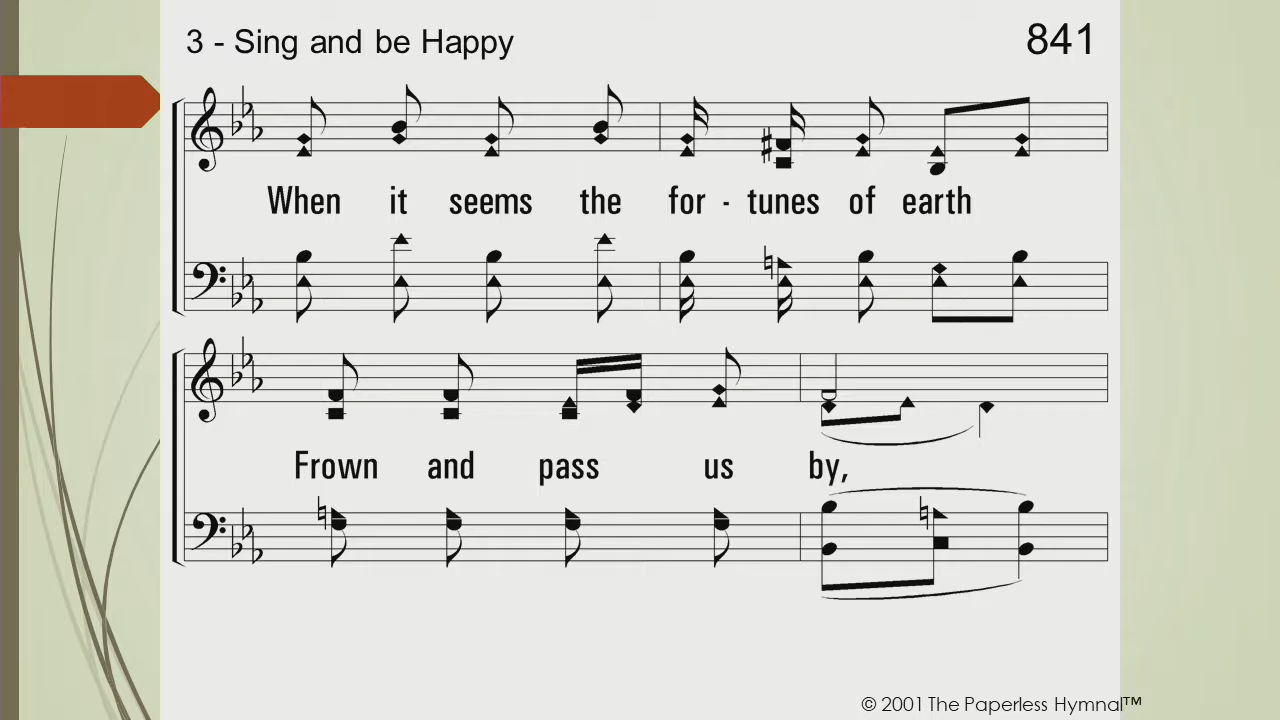 3 - Sing and be Happy
841
When it seems the for - tunes of earth
Frown and pass us by,
© 2001 The Paperless Hymnal™